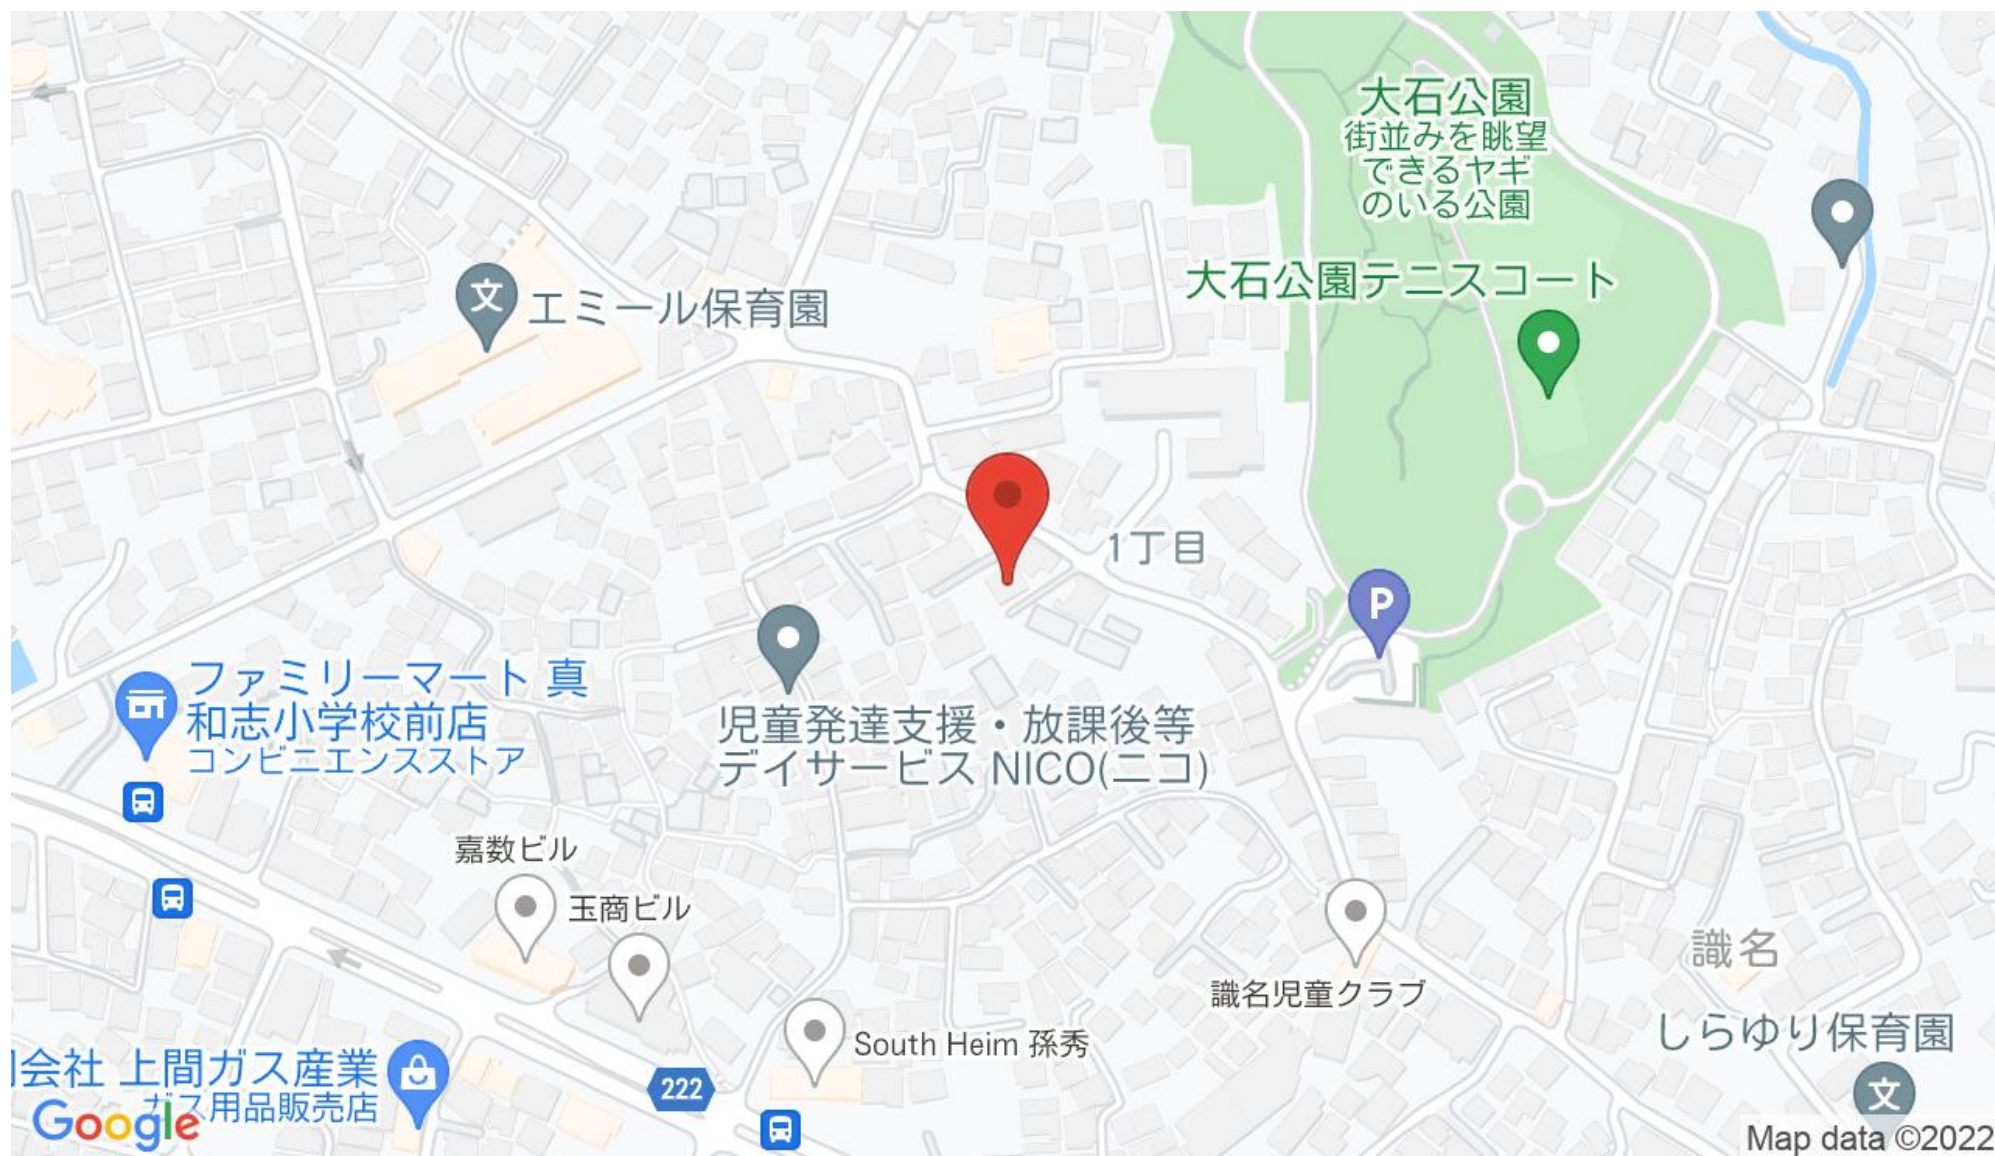 大石公園
街並みを眺望
できるヤギ
のいる公園
大石公園テニスコート
文
エミール保育園
1丁目
P
ファミリーマート 真
和志小学校前店
コンビニエンスストア
児童発達支援・放課後等
デイサービス NICO(ニコ)
嘉数ビル
玉商ビル
識名児童クラブ
識名
しらゆり保育園
文
South Heim 孫秀
会社 上間ガス産業
ガス用品販売店
222
Google
Map data ©2022